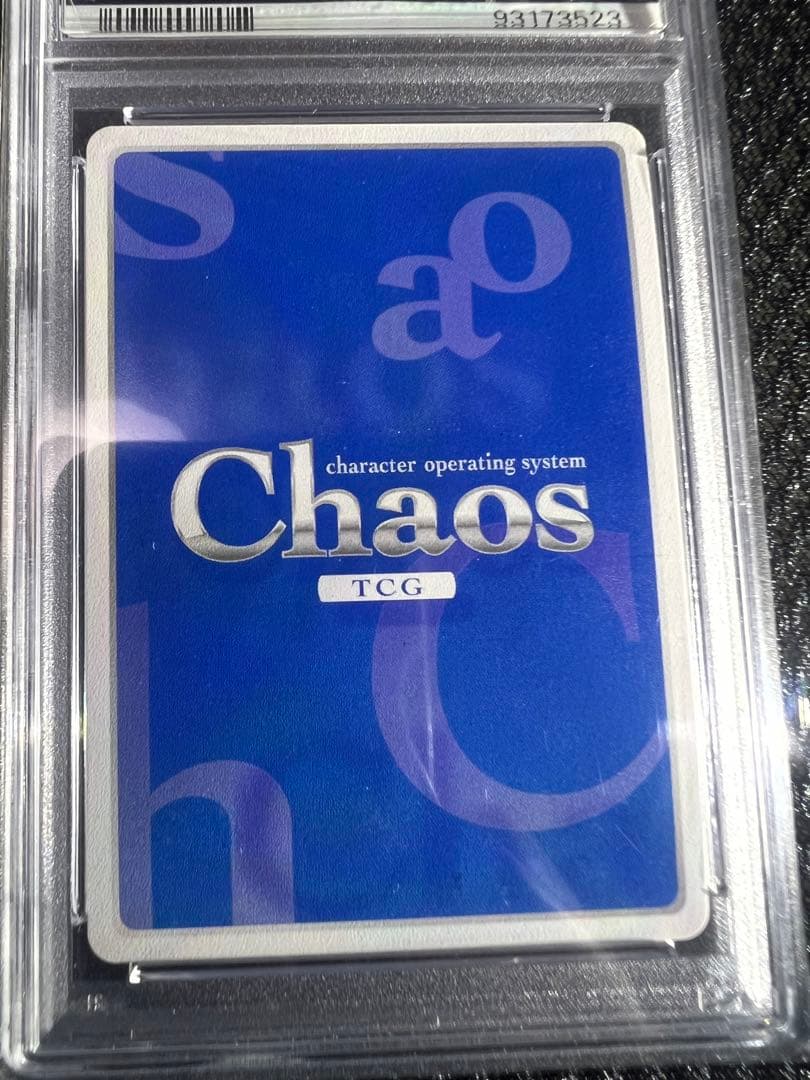 93173523
s
a o
character operating system
Chaos
TCG
C
h